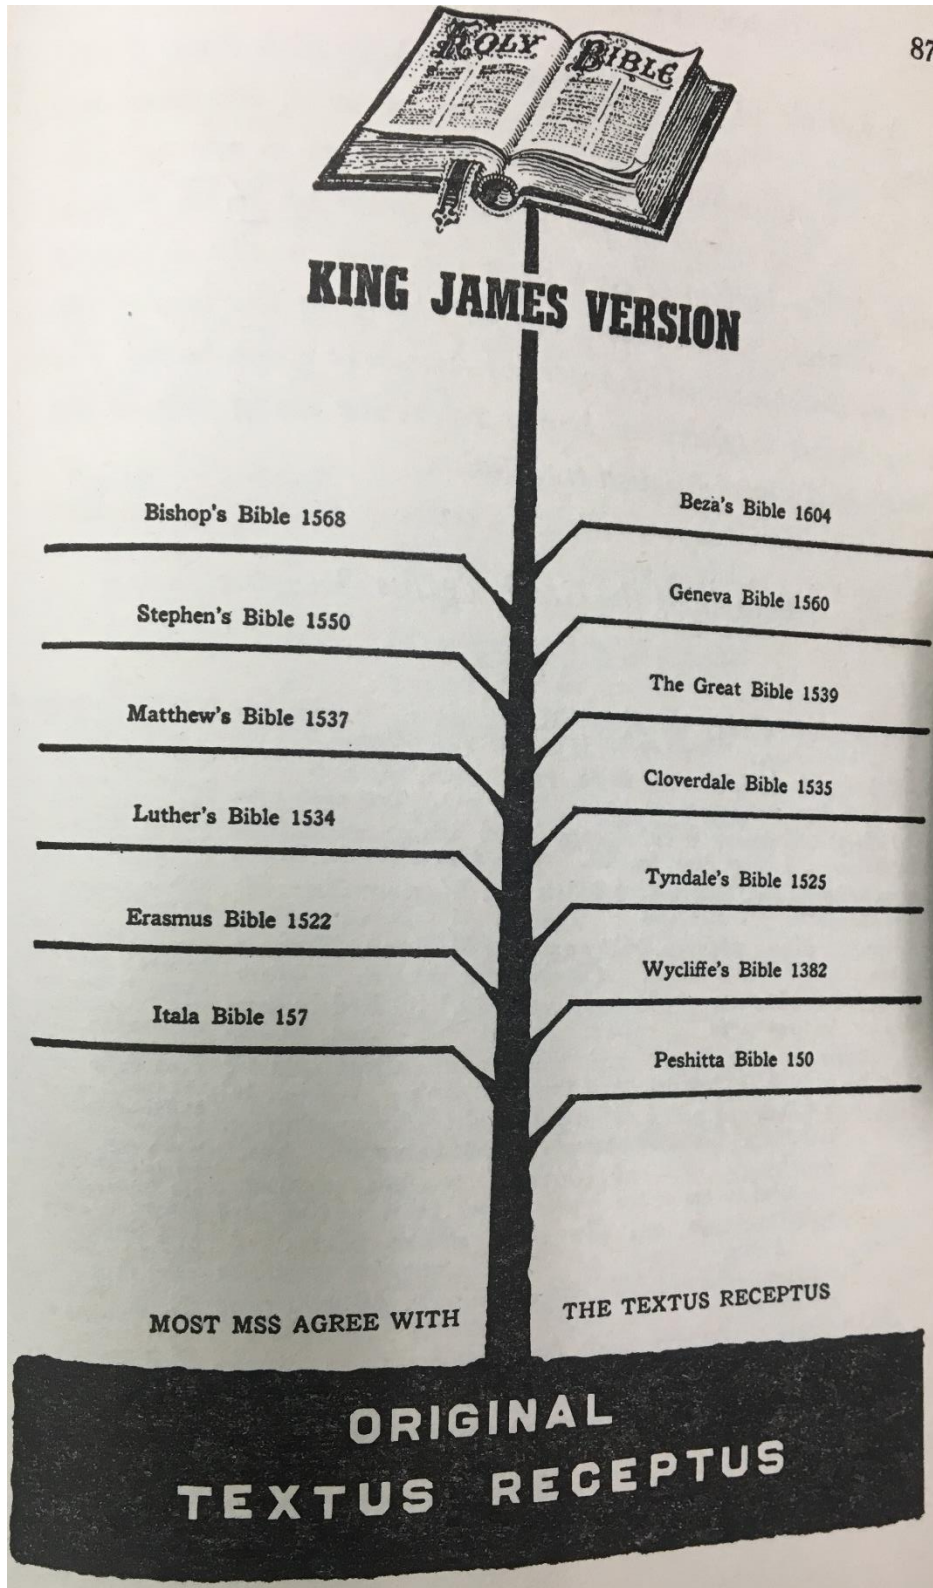 87
HOLY BIBLE
KING JAMES VERSION
Bishop's Bible 1568
Beza's Bible 1604
Stephen's Bible 1550
Geneva Bible 1560
Matthew's Bible 1537
The Great Bible 1539
Luther's Bible 1534
Cloverdale Bible 1535
Erasmus Bible 1522
Tyndale's Bible 1525
Itala Bible 157
Wycliffe's Bible 1382
Peshitta Bible 150
MOST MSS AGREE WITH THE TEXTUS RECEPTUS
ORIGINAL
TEXTUS RECEPTUS